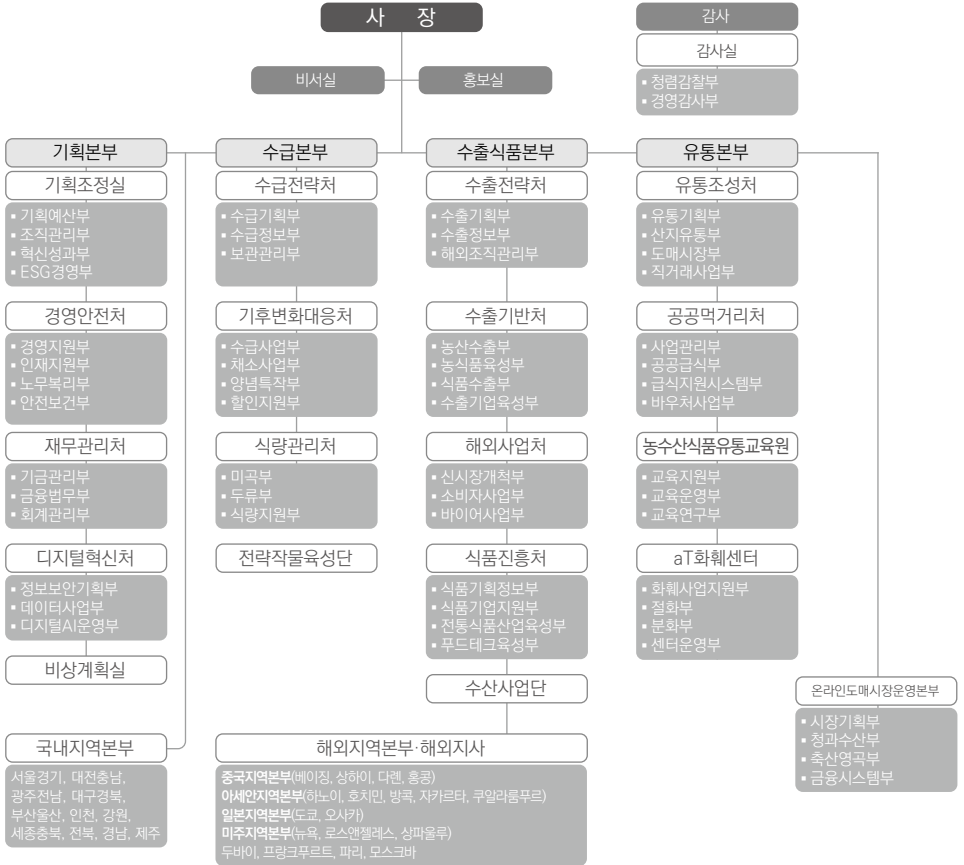 사 장
감사
감사실
▪ 청렴감찰부
▪ 경영감사부
비서실
홍보실
기획본부
기획조정실
▪ 기획예산부
▪ 조직관리부
▪ 혁신성과부
▪ ESG경영부
경영안전처
▪ 경영지원부
▪ 인재지원부
▪ 노무복리부
▪ 안전보건부
재무관리처
▪ 기금관리부
▪ 금융법무부
▪ 회계관리부
디지털혁신처
▪ 정보보안기획부
▪ 데이터사업부
▪ 디지털AI운영부
비상계획실
국내지역본부
서울경기, 대전충남,
광주전남, 대구경북,
부산울산, 인천, 강원,
세종충북, 전북, 경남, 제주
수급본부
수급전략처
▪ 수급기획부
▪ 수급정보부
▪ 보관관리부
기후변화대응처
▪ 수급사업부
▪ 채소사업부
▪ 양념특작부
▪ 할인지원부
식량관리처
▪ 미곡부
▪ 두류부
▪ 식량지원부
전략작물육성단
수출식품본부
수출전략처
▪ 수출기획부
▪ 수출정보부
▪ 해외조직관리부
수출기반처
▪ 농산수출부
▪ 농식품육성부
▪ 식품수출부
▪ 수출기업육성부
해외사업처
▪ 신시장개척부
▪ 소비자사업부
▪ 바이어사업부
식품진흥처
▪ 식품기획정보부
▪ 식품기업지원부
▪ 전통식품산업육성부
▪ 푸드테크육성부
수산사업단
해외지역본부·해외지사
중국지역본부(베이징, 상하이, 다롄, 홍콩)
아세안지역본부(하노이, 호치민, 방콕, 자카르타, 쿠알라룸푸르)
일본지역본부(도쿄, 오사카)
미주지역본부(뉴욕, 로스앤젤레스, 상파울루)
두바이, 프랑크푸르트, 파리, 모스크바
유통본부
유통조성처
▪ 유통기획부
▪ 산지유통부
▪ 도매시장부
▪ 직거래사업부
공공먹거리처
▪ 사업관리부
▪ 공공급식부
▪ 급식지원시스템부
▪ 바우처사업부
농수산식품유통교육원
▪ 교육지원부
▪ 교육운영부
▪ 교육연구부
aT화훼센터
▪ 화훼사업지원부
▪ 절화부
▪ 분화부
▪ 센터운영부
온라인도매시장운영본부
▪ 시장기획부
▪ 청과수산부
▪ 축산영곡부
▪ 금융시스템부